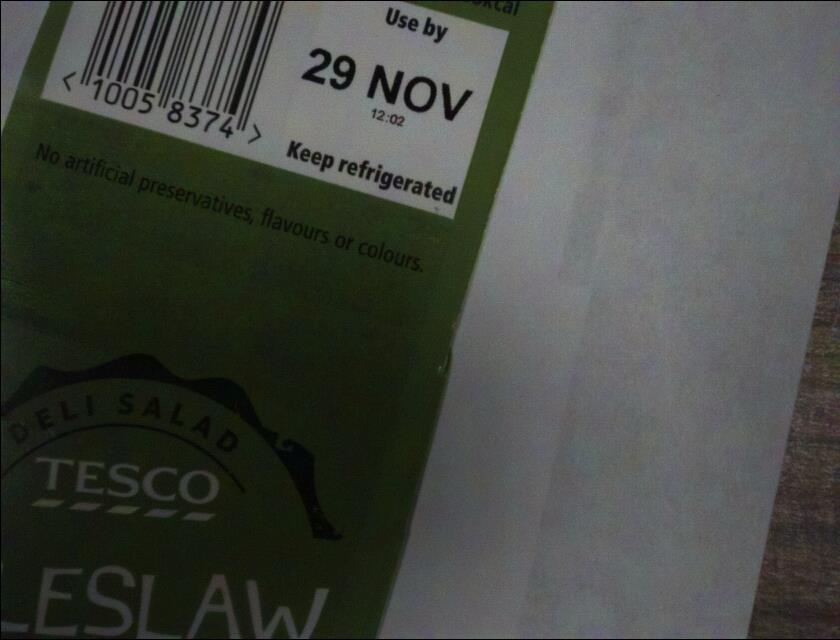 Use by
29 NOV
12:02
Keep refrigerated
< 1005 8374 >
No artificial preservatives, flavours or colours.
DELI SALAD
TESCO
LESLAW